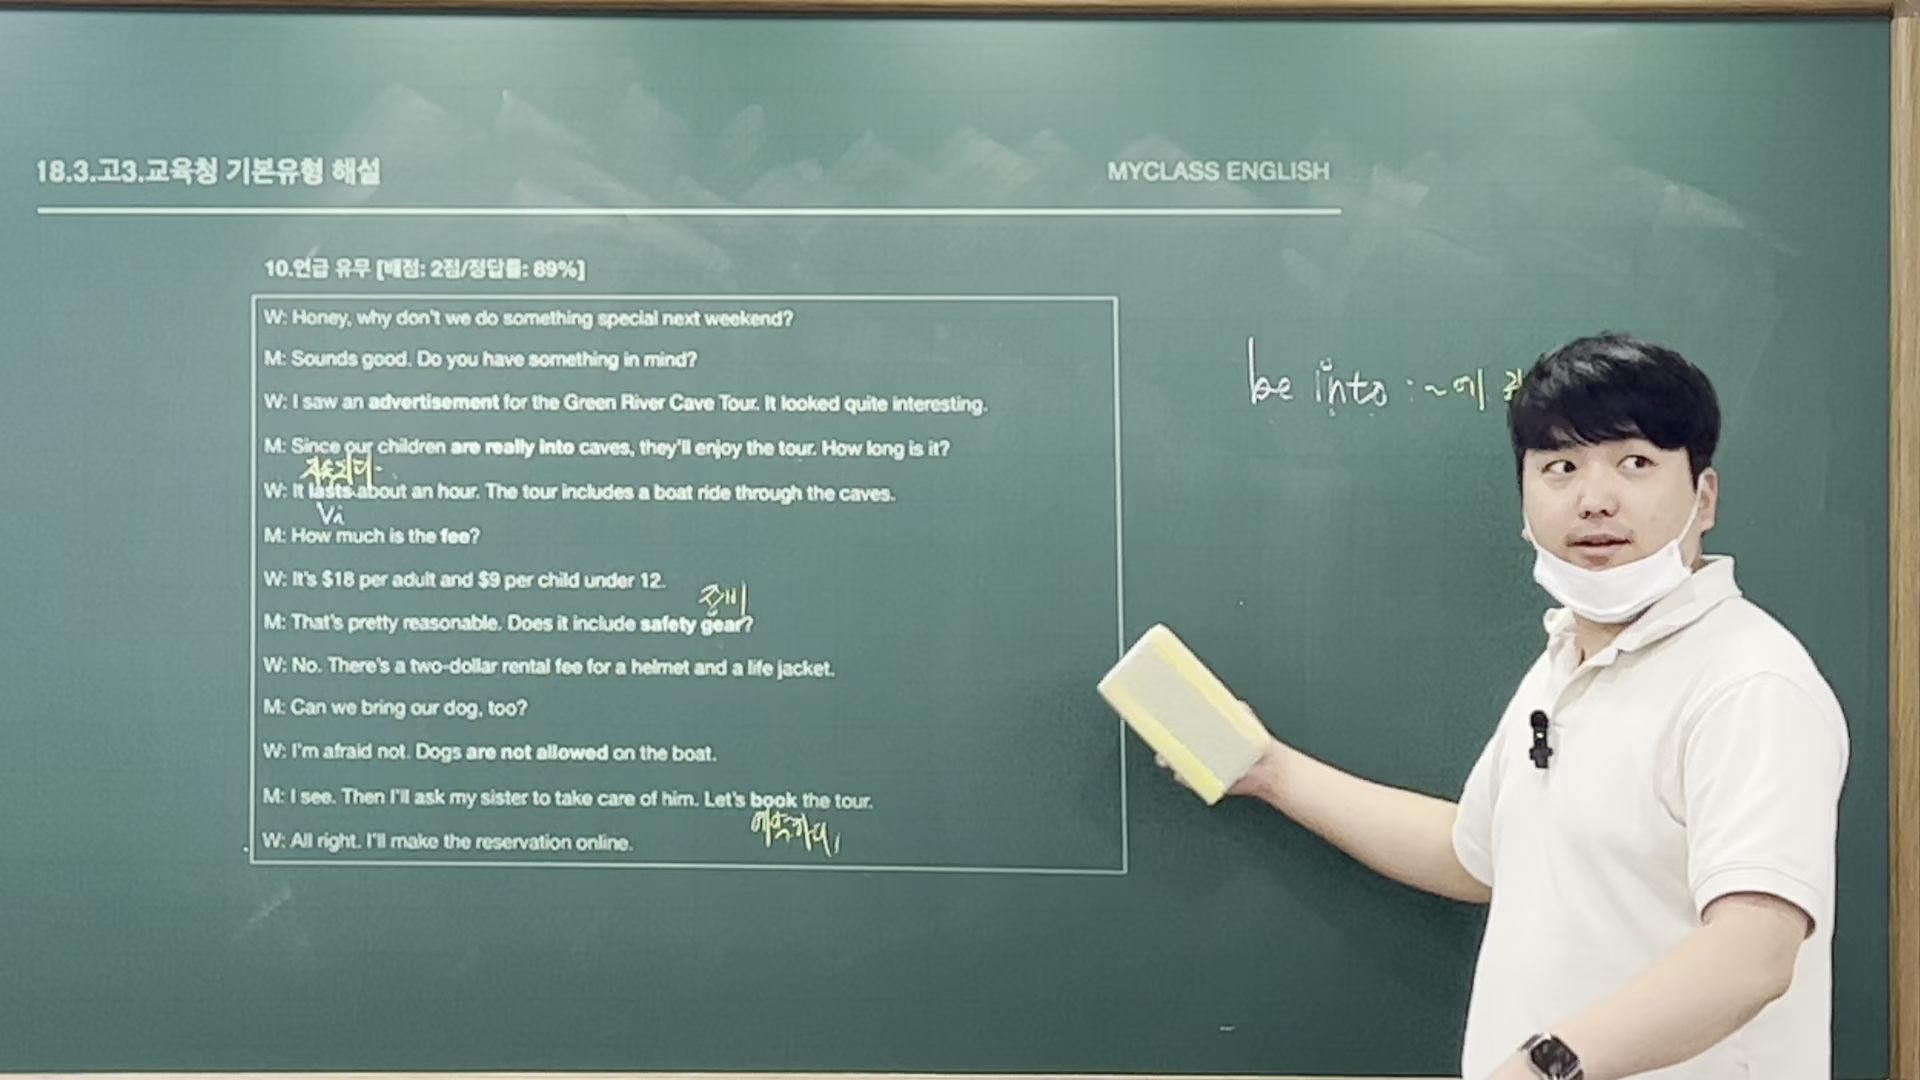 18.3.고3.교육청 기본유형 해설
MYCLASS ENGLISH
10.언급 유무 [배점: 2점/정답률: 89%]
W: Honey, why don't we do something special next weekend?
M: Sounds good. Do you have something in mind?
W: I saw an advertisement for the Green River Cave Tour. It looked quite interesting.
M: Since our children are really into caves, they'll enjoy the tour. How long is it?
지속되다.
W: It lasts about an hour. The tour includes a boat ride through the caves.
Vi
M: How much is the fee?
W: It's $18 per adult and $9 per child under 12.
장비
M: That's pretty reasonable. Does it include safety gear?
W: No. There's a two-dollar rental fee for a helmet and a life jacket.
M: Can we bring our dog, too?
W: I'm afraid not. Dogs are not allowed on the boat.
M: I see. Then I'll ask my sister to take care of him. Let's book the tour.
예약하다,
W: All right. I'll make the reservation online.
be into : ~에